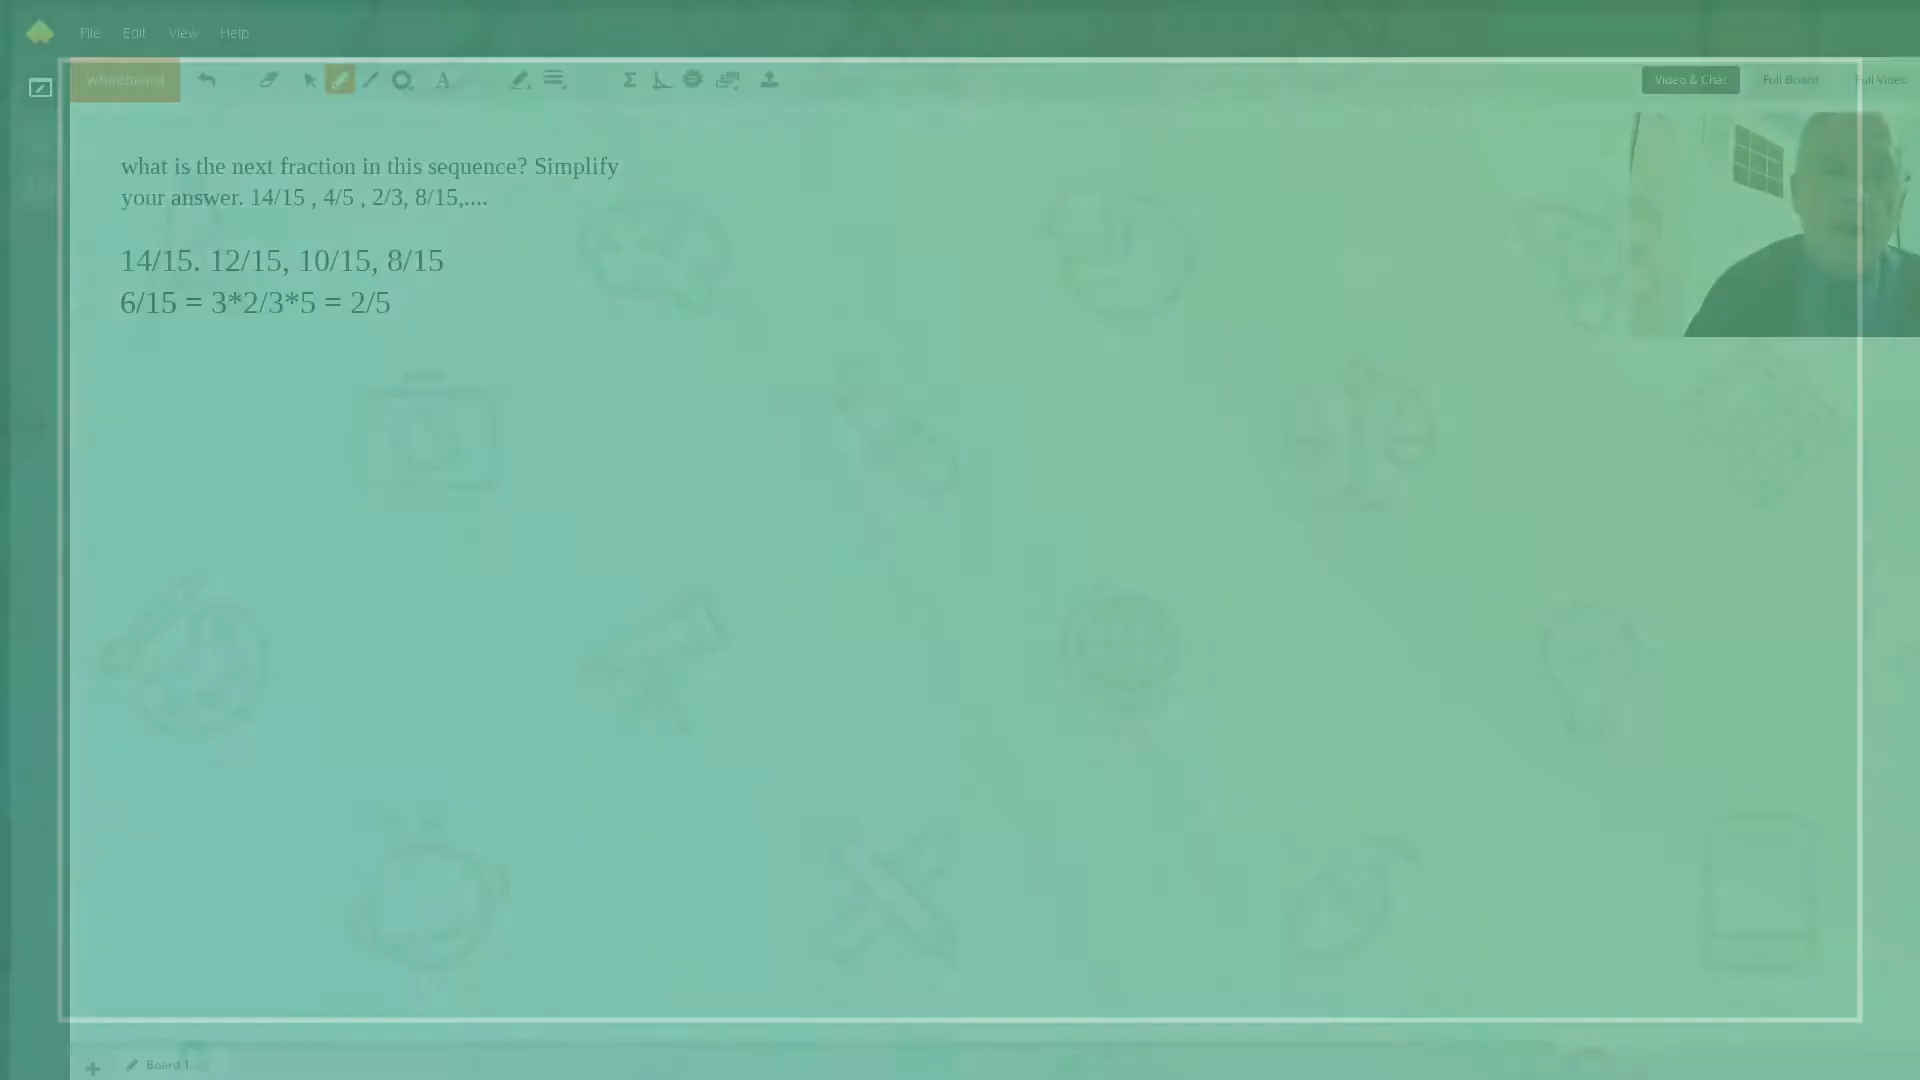 File Edit View Help
Whiteboard
A
Σ
Video & Chat Full Board Full Video
what is the next fraction in this sequence? Simplify
your answer. 14/15 , 4/5 , 2/3, 8/15,....
14/15. 12/15, 10/15, 8/15
6/15 = 3*2/3*5 = 2/5
Board 1